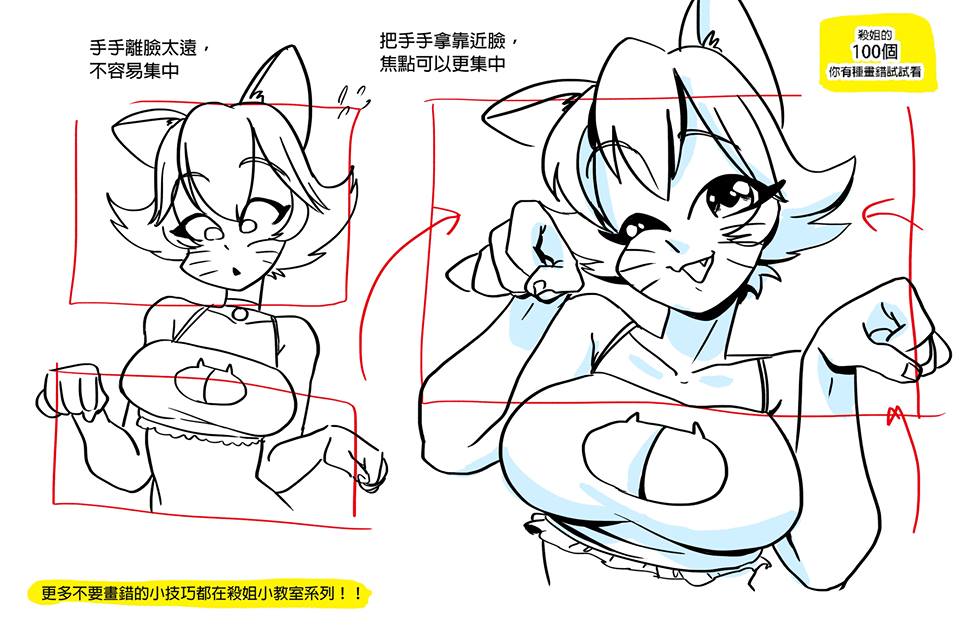 手手離臉太遠，
不容易集中
把手手拿靠近臉，
焦點可以更集中
殺姐的
100個
你有種畫錯試試看
更多不要畫錯的小技巧都在殺姐小教室系列！！